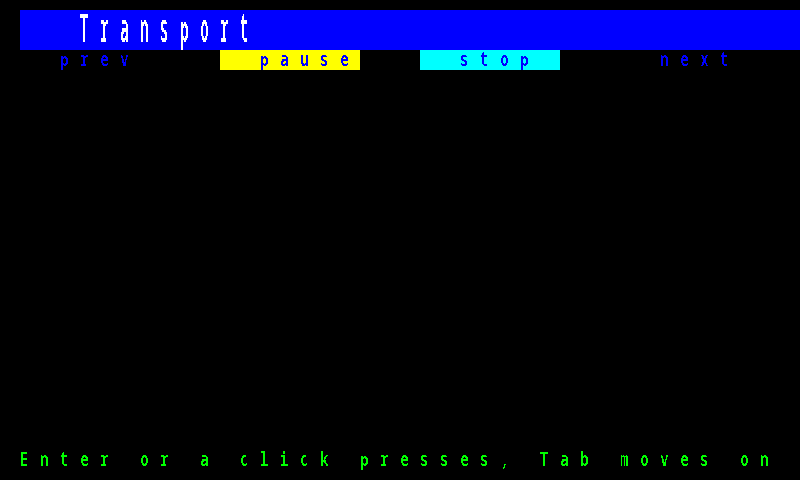 Transport
prev pause stop next
Enter or a click presses, Tab moves on